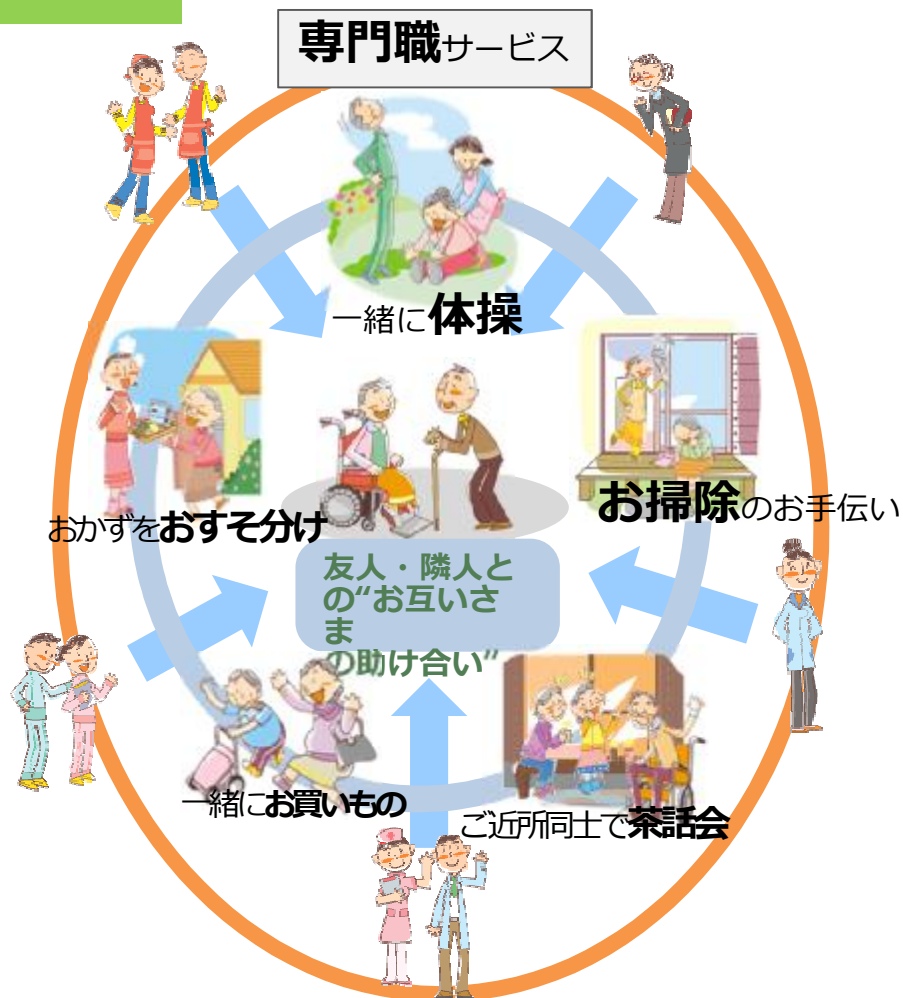 専門職サービス
一緒に体操
おかずをおすそ分け
お掃除のお手伝い
友人・隣人と
の“お互いさ
ま
の助け合い”
一緒にお買いもの
ご近所同士で茶話会